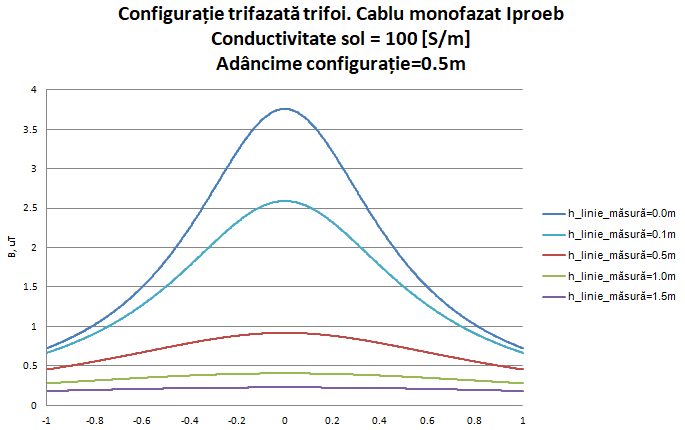 Configurație trifazată trifoi. Cablu monofazat Iproeb
Conductivitate sol = 100 [S/m]
Adâncime configurație=0.5m
4
3.5
3
2.5
2
1.5
1
0.5
0
B, uT
-1
-0.8
-0.6
-0.4
-0.2
0
0.2
0.4
0.6
0.8
1
h_linie_măsură=0.0m
h_linie_măsură=0.1m
h_linie_măsură=0.5m
h_linie_măsură=1.0m
h_linie_măsură=1.5m